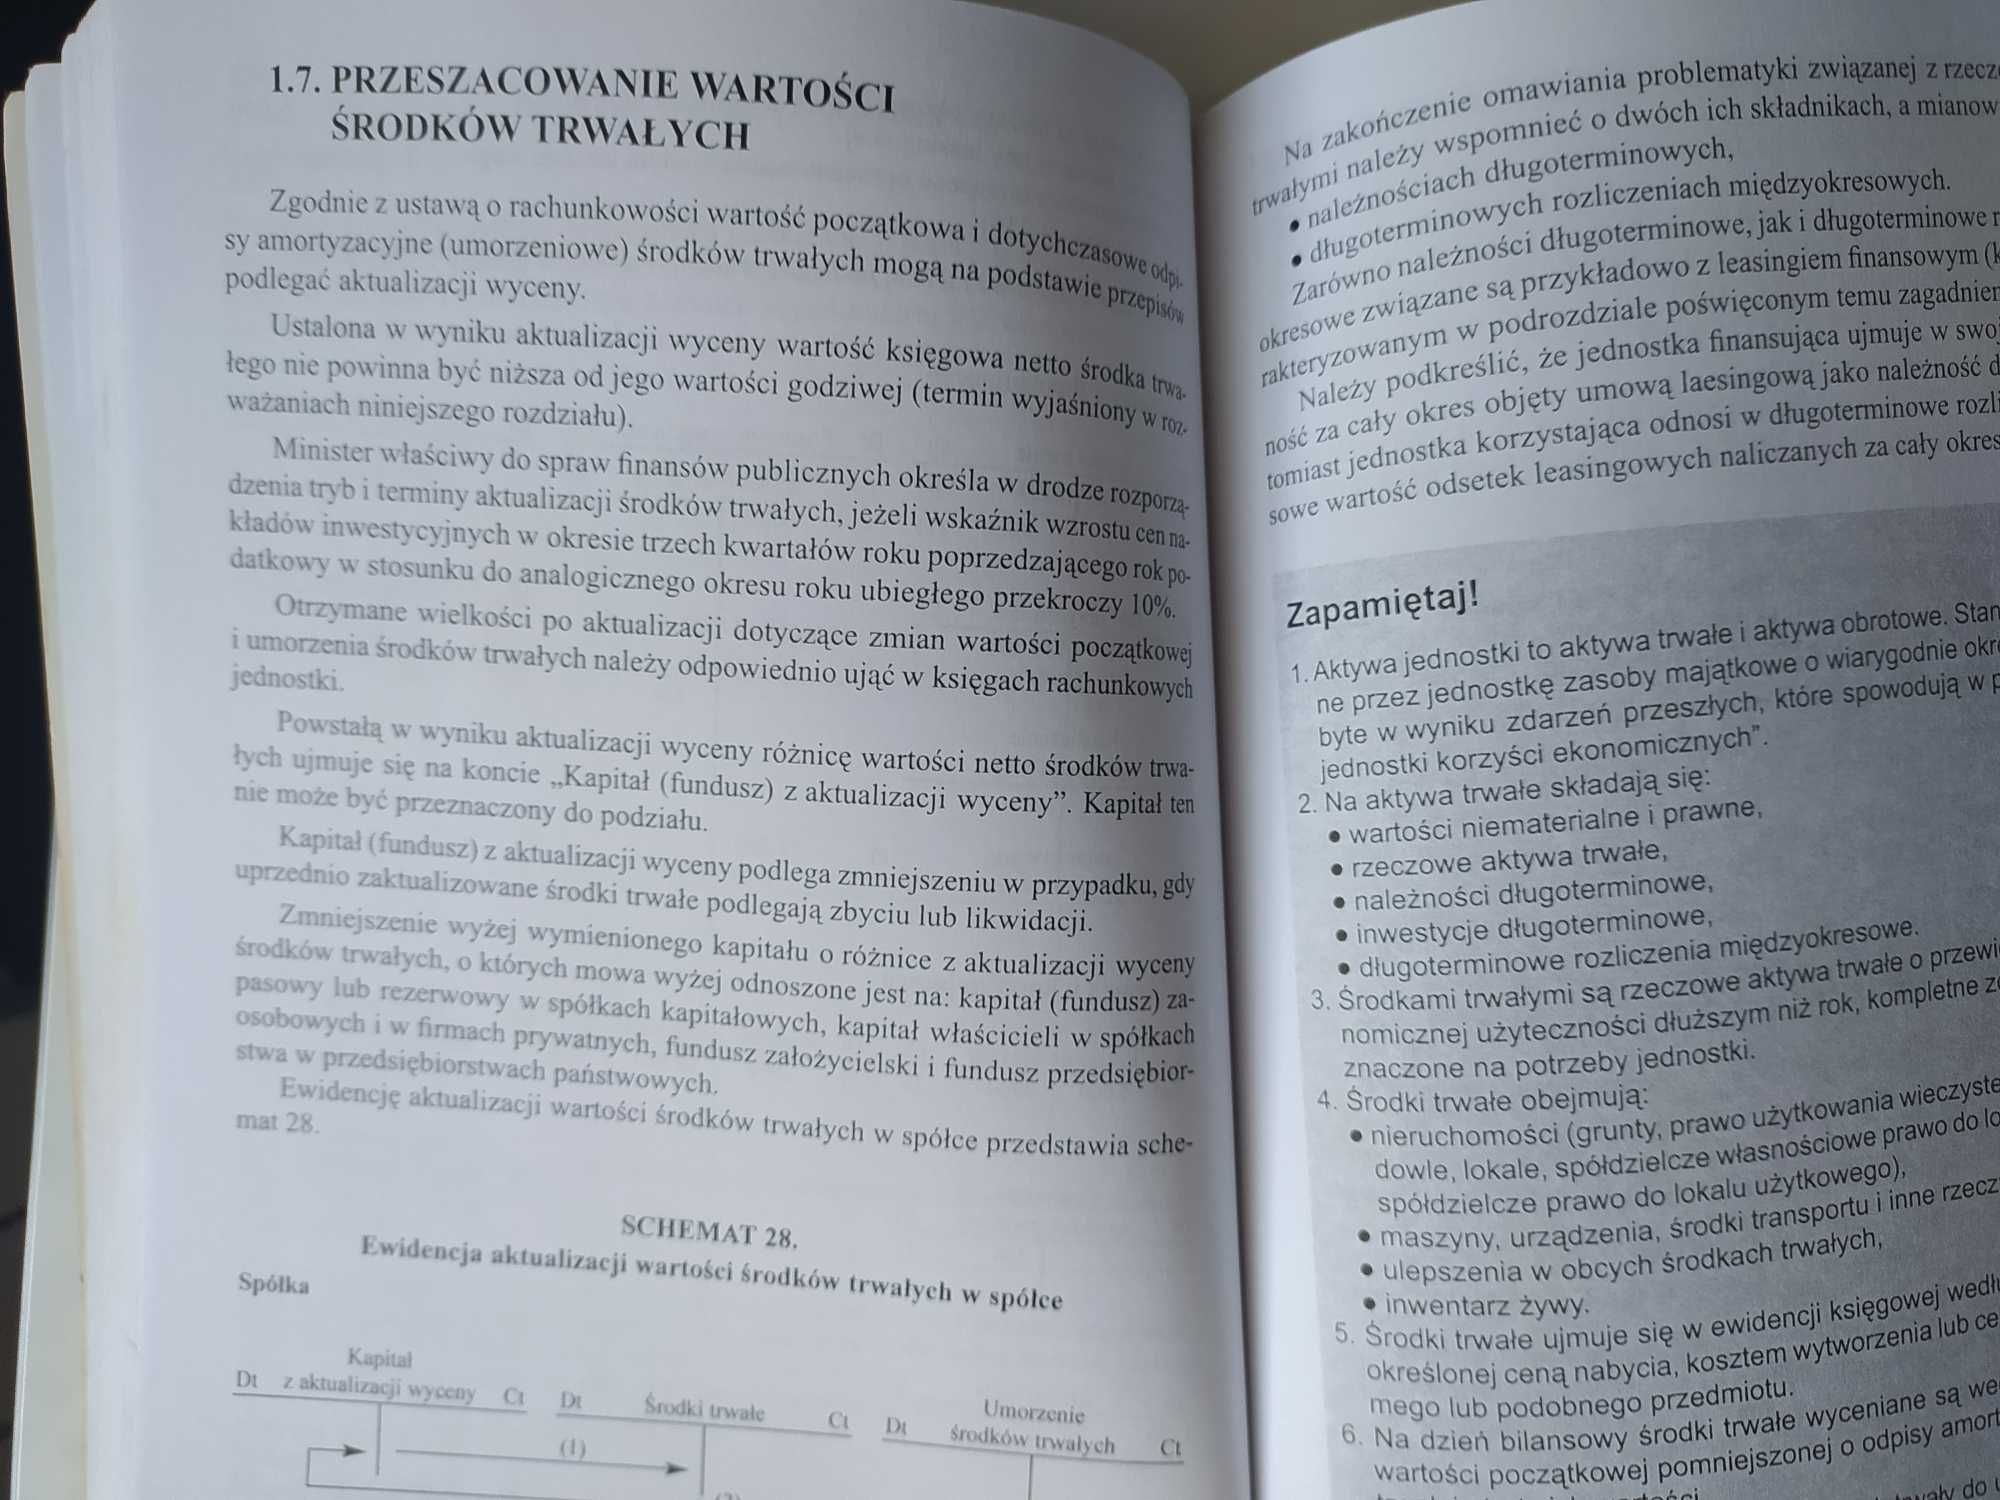 1.7. PRZESZACOWANIE WARTOŚCI
ŚRODKÓW TRWAŁYCH
Zgodnie z ustawą o rachunkowości wartość początkowa i dotychczasowe odpi-
sy amortyzacyjne (umorzeniowe) środków trwałych mogą na podstawie przepisów
podlegać aktualizacji wyceny.
Ustalona w wyniku aktualizacji wyceny wartość księgowa netto środka trwa-
łego nie powinna być niższa od jego wartości godziwej (termin wyjaśniony w roz-
ważaniach niniejszego rozdziału).
Minister właściwy do spraw finansów publicznych określa w drodze rozporzą-
dzenia tryb i terminy aktualizacji środków trwałych, jeżeli wskaźnik wzrostu cen na-
kładów inwestycyjnych w okresie trzech kwartałów roku poprzedzającego rok po-
datkowy w stosunku do analogicznego okresu roku ubiegłego przekroczy 10%.
Otrzymane wielkości po aktualizacji dotyczące zmian wartości początkowej
i umorzenia środków trwałych należy odpowiednio ująć w księgach rachunkowych
jednostki.
Powstałą w wyniku aktualizacji wyceny różnicę wartości netto środków trwa-
łych ujmuje się na koncie „Kapitał (fundusz) z aktualizacji wyceny”. Kapitał ten
nie może być przeznaczony do podziału.
Kapitał (fundusz) z aktualizacji wyceny podlega zmniejszeniu w przypadku, gdy
uprzednio zaktualizowane środki trwałe podlegają zbyciu lub likwidacji.
Zmniejszenie wyżej wymienionego kapitału o różnice z aktualizacji wyceny
środków trwałych, o których mowa wyżej odnoszone jest na: kapitał (fundusz) za-
pasowy lub rezerwowy w spółkach kapitałowych, kapitał właścicieli w spółkach
osobowych i w firmach prywatnych, fundusz założycielski i fundusz przedsiębior-
stwa w przedsiębiorstwach państwowych.
Ewidencję aktualizacji wartości środków trwałych w spółce przedstawia sche-
mat 28.
SCHEMAT 28.
Ewidencja aktualizacji wartości środków trwałych w spółce
Spółka
Kapitał
Dt z aktualizacji wyceny Ct
Dt Środki trwałe Ct
Umorzenie
Dt środków trwałych Ct
(1)
Na zakończenie omawiania problematyki związanej z
trwałymi należy wspomnieć o dwóch ich składnikach, a
• należnościach długoterminowych,
• długoterminowych rozliczeniach międzyokresowych.
Zarówno należności długoterminowe, jak i długoterminowe
okresowe związane są przykładowo z leasingiem finansowym
rakteryzowanym w podrozdziale poświęconym temu
Należy podkreślić, że jednostka finansująca ujmuje w
ność za cały okres objęty umową laesingową jako należność
tomiast jednostka korzystająca odnosi w długoterminowe
sowe wartość odsetek leasingowych naliczanych za cały
Zapamiętaj!
1. Aktywa jednostki to aktywa trwałe i aktywa obrotowe.
ne przez jednostkę zasoby majątkowe o wiarygodnie
byte w wyniku zdarzeń przeszłych, które spowodują w
jednostki korzyści ekonomicznych”.
2. Na aktywa trwałe składają się:
• wartości niematerialne i prawne,
• rzeczowe aktywa trwałe,
• należności długoterminowe,
• inwestycje długoterminowe,
• długoterminowe rozliczenia międzyokresowe.
3. Środkami trwałymi są rzeczowe aktywa trwałe o
nomicznej użyteczności dłuższym niż rok, kompletne
znaczone na potrzeby jednostki.
4. Środki trwałe obejmują:
• nieruchomości (grunty, prawo użytkowania
dowle, lokale, spółdzielcze własnościowe prawo do
spółdzielcze prawo do lokalu użytkowego),
• maszyny, urządzenia, środki transportu i inne
• ulepszenia w obcych środkach trwałych,
• inwentarz żywy.
5. Środki trwałe ujmuje się w ewidencji księgowej
określonej ceną nabycia, kosztem wytworzenia lub
mego lub podobnego przedmiotu.
6. Na dzień bilansowy środki trwałe wyceniane są
wartości początkowej pomniejszonej o odpisy